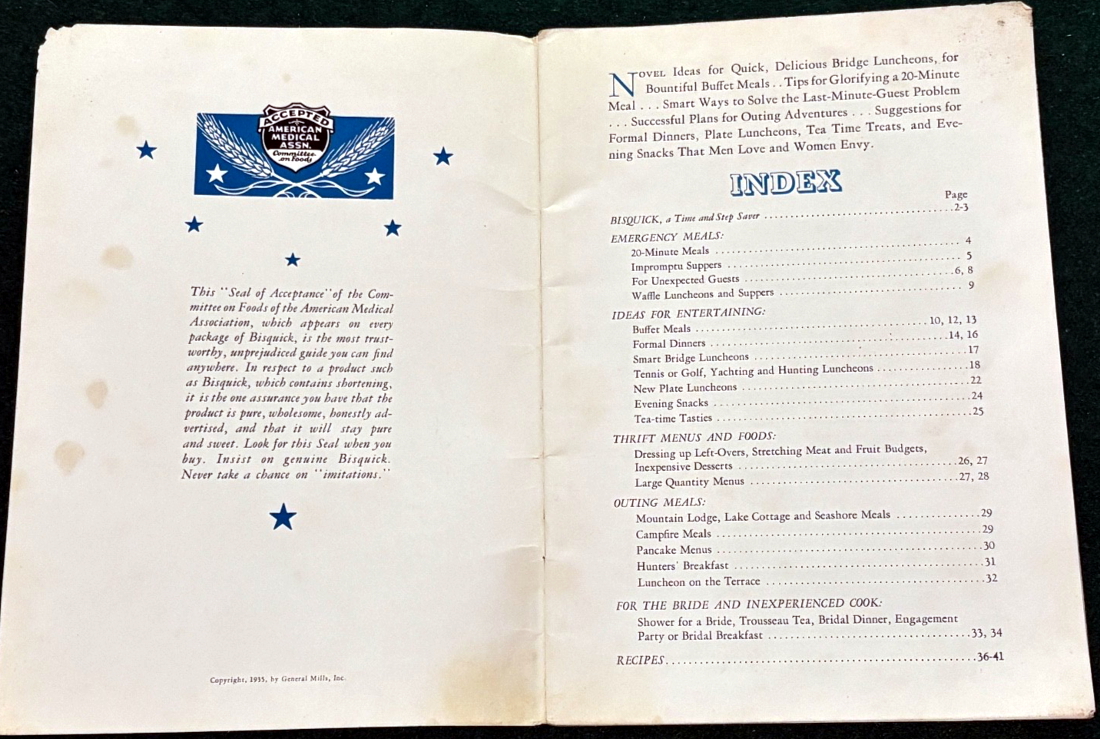 ACCEPTED
AMERICAN
MEDICAL
ASSN.
Committee
on Foods
This "Seal of Acceptance" of the Com-
mittee on Foods of the American Medical
Association, which appears on every
package of Bisquick, is the most trust-
worthy, unprejudiced guide you can find
anywhere. In respect to a product such
as Bisquick, which contains shortening,
it is the one assurance you have that the
product is pure, wholesome, honestly ad-
vertised, and that it will stay pure
and sweet. Look for this Seal when you
buy. Insist on genuine Bisquick.
Never take a chance on "imitations."
Copyright, 1935, by General Mills, Inc.
NOVEL Ideas for Quick, Delicious Bridge Luncheons, for
Bountiful Buffet Meals . . Tips for Glorifying a 20-Minute
Meal . . . Smart Ways to Solve the Last-Minute-Guest Problem
. . . Successful Plans for Outing Adventures . . . Suggestions for
Formal Dinners, Plate Luncheons, Tea Time Treats, and Eve-
ning Snacks That Men Love and Women Envy.
INDEX
Page
BISQUICK, a Time and Step Saver ........ 2-3
EMERGENCY MEALS:
20-Minute Meals ........ 4
Impromptu Suppers ........ 5
For Unexpected Guests ........ 6, 8
Waffle Luncheons and Suppers ........ 9
IDEAS FOR ENTERTAINING:
Buffet Meals ........ 10, 12, 13
Formal Dinners ........ 14, 16
Smart Bridge Luncheons ........ 17
Tennis or Golf, Yachting and Hunting Luncheons ........ 18
New Plate Luncheons ........ 22
Evening Snacks ........ 24
Tea-time Tasties ........ 25
THRIFT MENUS AND FOODS:
Dressing up Left-Overs, Stretching Meat and Fruit Budgets,
Inexpensive Desserts ........ 26, 27
Large Quantity Menus ........ 27, 28
OUTING MEALS:
Mountain Lodge, Lake Cottage and Seashore Meals ........ 29
Campfire Meals ........ 29
Pancake Menus ........ 30
Hunters' Breakfast ........ 31
Luncheon on the Terrace ........ 32
FOR THE BRIDE AND INEXPERIENCED COOK:
Shower for a Bride, Trousseau Tea, Bridal Dinner, Engagement
Party or Bridal Breakfast ........ 33, 34
RECIPES ........ 36-41